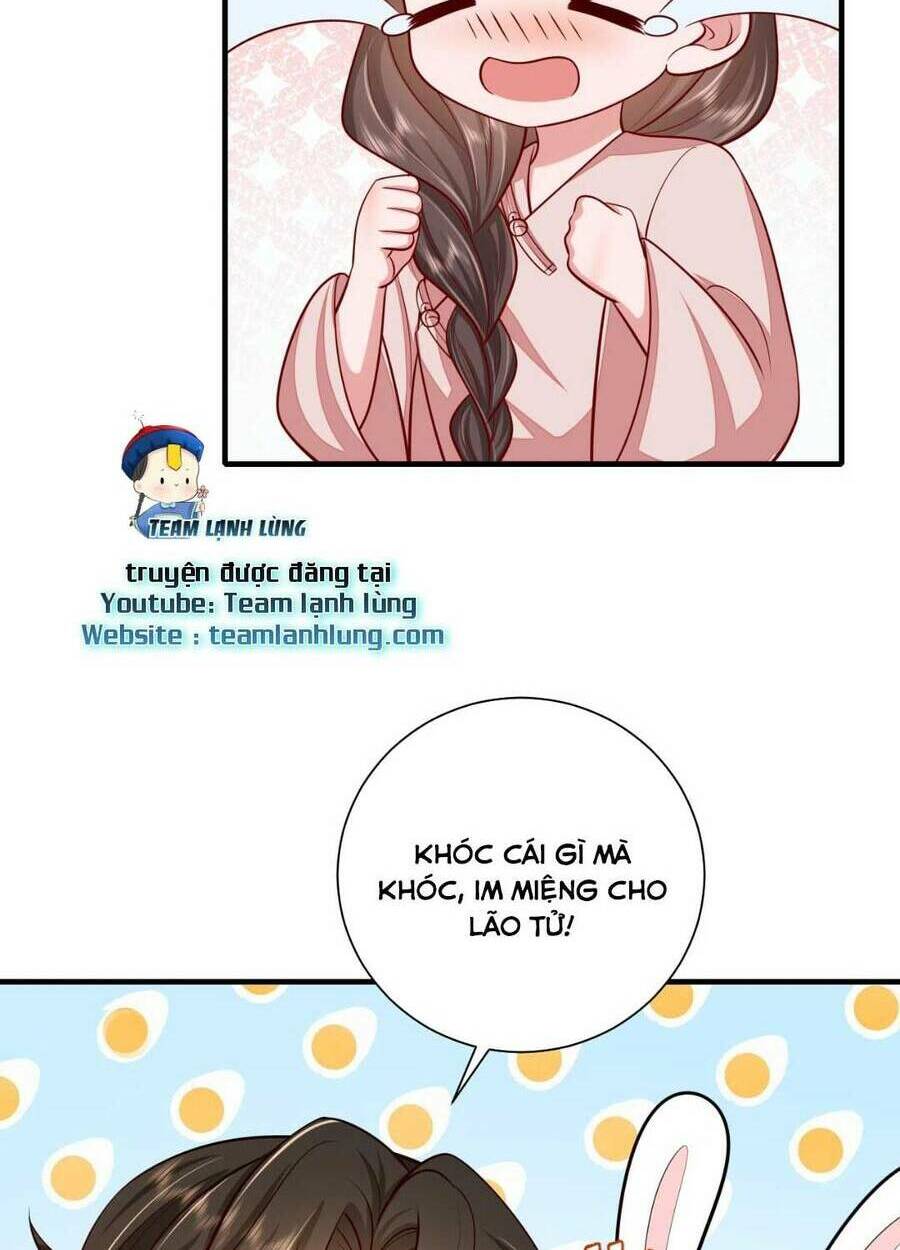 TEAM LẠNH LÙNG
truyện được đăng tại
Youtube: Team lạnh lùng
Website : teamlanhlung.com
KHÓC CÁI GÌ MÀ
KHÓC, IM MIỆNG CHO
LÃO TỬ!